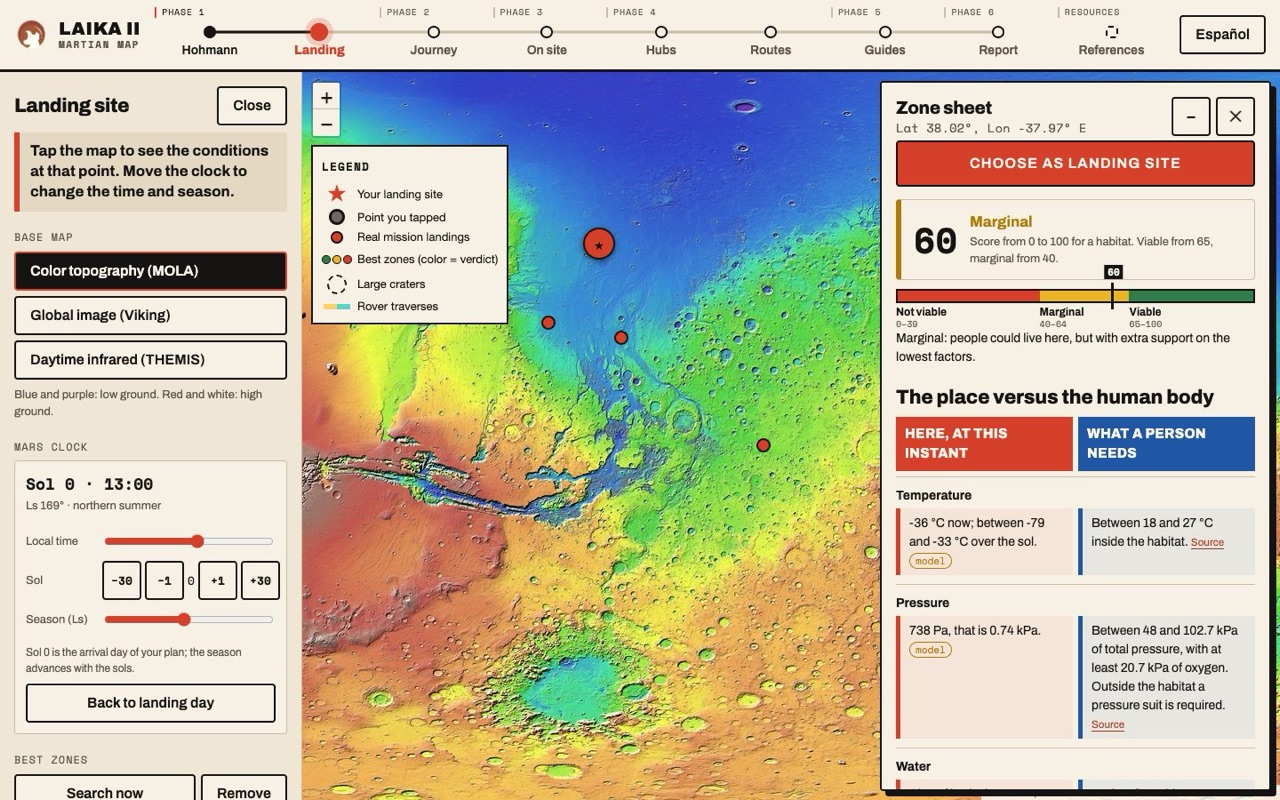 LAIKA II
MARTIAN MAP
PHASE 1
PHASE 2
PHASE 3
PHASE 4
PHASE 5
PHASE 6
RESOURCES
Hohmann
Landing
Journey
On site
Hubs
Routes
Guides
Report
References
Español
Landing site
Close
Tap the map to see the conditions
at that point. Move the clock to
change the time and season.
BASE MAP
Color topography (MOLA)
Global image (Viking)
Daytime infrared (THEMIS)
Blue and purple: low ground. Red and white: high
ground.
MARS CLOCK
Sol 0 · 13:00
Ls 169° · northern summer
Local time
Sol
−30
−1
0
+1
+30
Season (Ls)
Sol 0 is the arrival day of your plan; the season
advances with the sols.
Back to landing day
BEST ZONES
Search now
Remove
+
−
LEGEND
Your landing site
Point you tapped
Real mission landings
Best zones (color = verdict)
Large craters
Rover traverses
Zone sheet
Lat 38.02°, Lon -37.97° E
−
×
CHOOSE AS LANDING SITE
60
Marginal
Score from 0 to 100 for a habitat. Viable from 65,
marginal from 40.
60
Not viable
0–39
Marginal
40–64
Viable
65–100
Marginal: people could live here, but with extra support on the
lowest factors.
The place versus the human body
HERE, AT THIS
INSTANT
WHAT A PERSON
NEEDS
Temperature
-36 °C now; between -79
and -33 °C over the sol.
model
Between 18 and 27 °C
inside the habitat. Source
Pressure
738 Pa, that is 0.74 kPa.
model
Between 48 and 102.7 kPa
of total pressure, with at
least 20.7 kPa of oxygen.
Outside the habitat a
pressure suit is required.
Source
Water